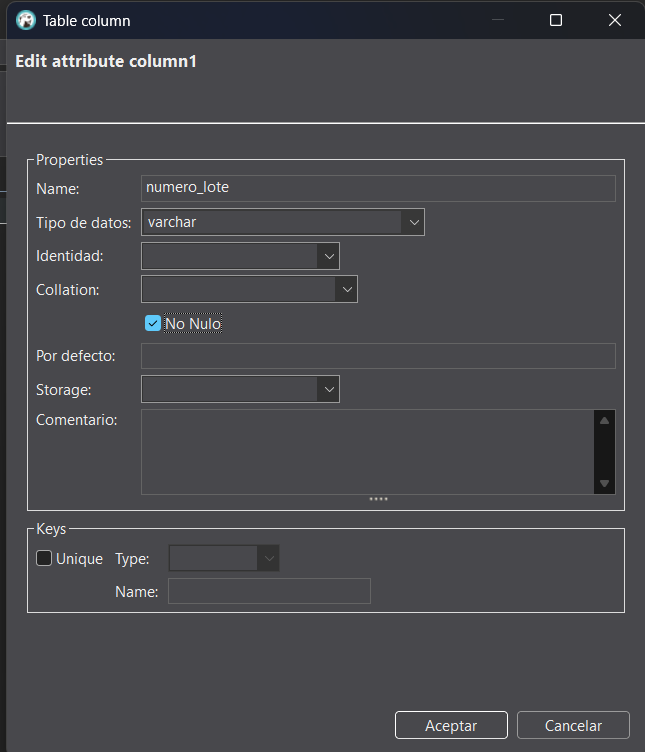 Table column
Edit attribute column1
Properties
Name: numero_lote
Tipo de datos: varchar
Identidad:
Collation:
No Nulo
Por defecto:
Storage:
Comentario:
Keys
Unique Type:
Name:
Aceptar Cancelar